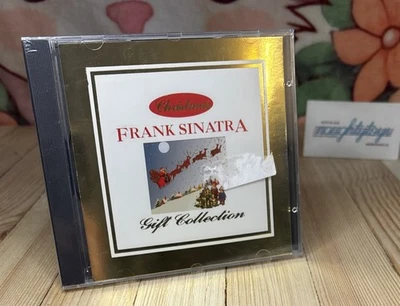 Christmas
FRANK SINATRA
Gift Collection